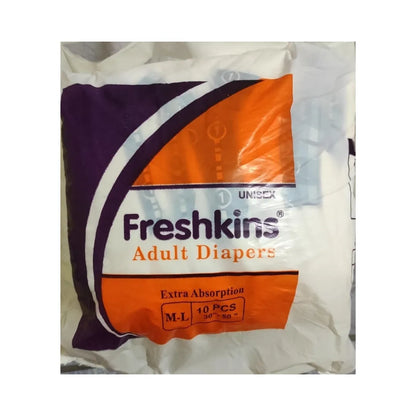 UNISEX
Freshkins®
Adult Diapers
Extra Absorption
M-L
10 PCS